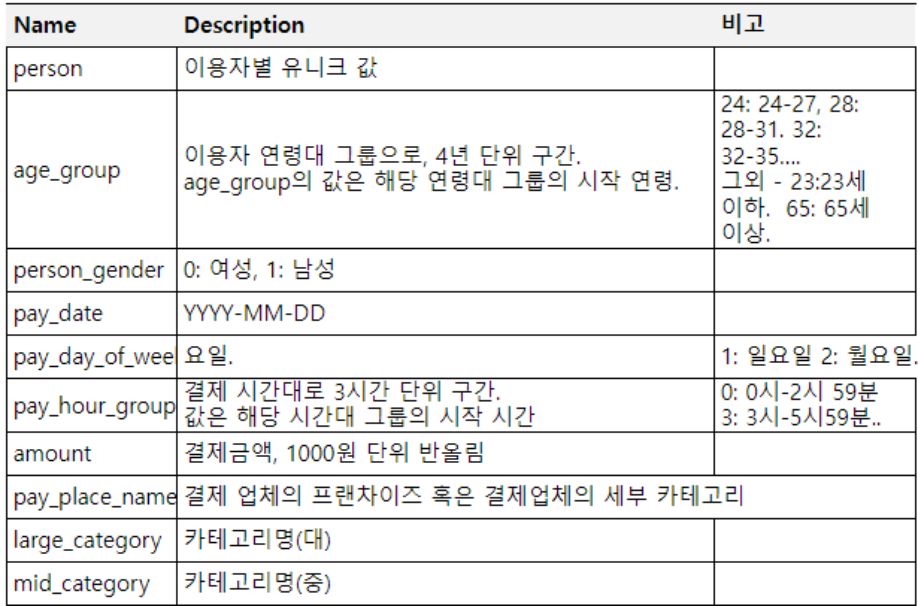 Name Description 비고
person 이용자별 유니크 값
age_group
이용자 연령대 그룹으로, 4년 단위 구간.
age_group의 값은 해당 연령대 그룹의 시작 연령.
24: 24-27, 28:
28-31. 32:
32-35....
그외 - 23:23세
이하. 65: 65세
이상.
person_gender 0: 여성, 1: 남성
pay_date YYYY-MM-DD
pay_day_of_wee 요일. 1: 일요일 2: 월요일.
pay_hour_group
결제 시간대로 3시간 단위 구간.
값은 해당 시간대 그룹의 시작 시간
0: 0시-2시 59분
3: 3시-5시59분..
amount 결제금액, 1000원 단위 반올림
pay_place_name 결제 업체의 프랜차이즈 혹은 결제업체의 세부 카테고리
large_category 카테고리명(대)
mid_category 카테고리명(중)